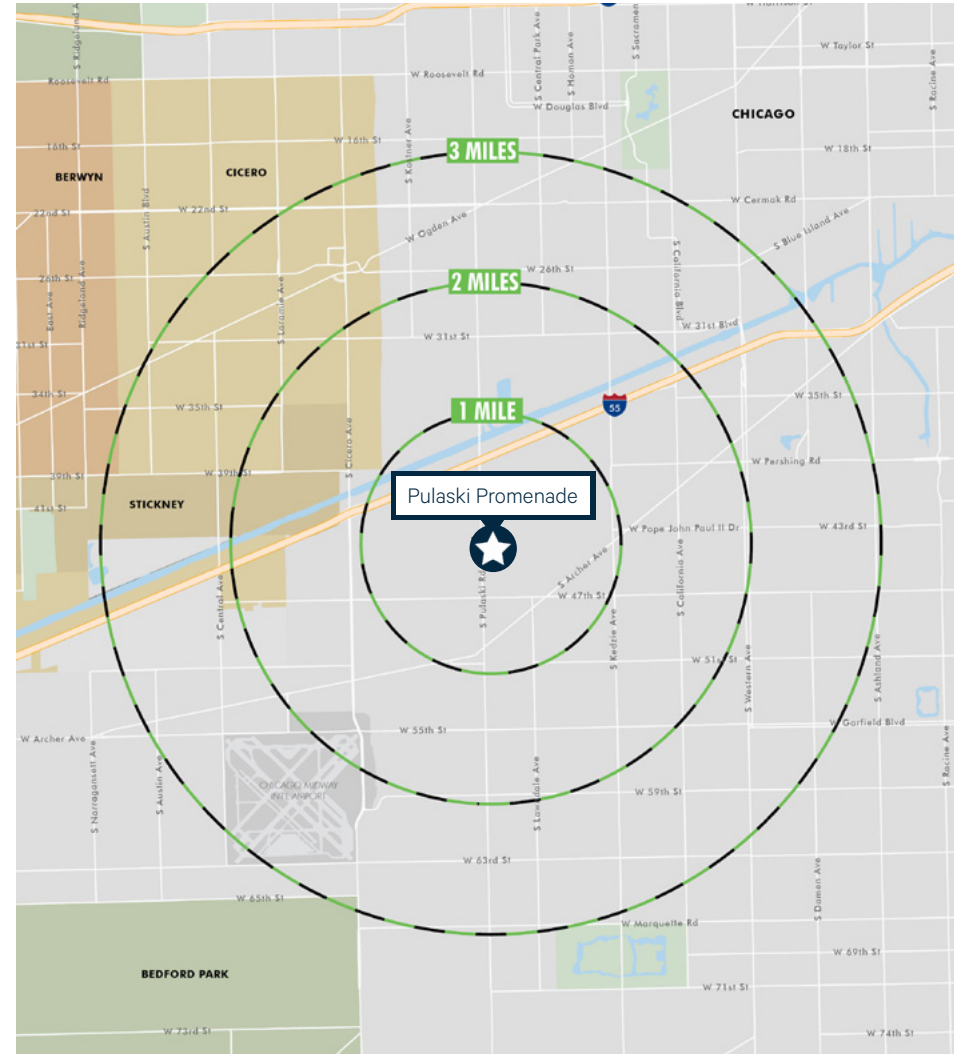 W Taylor St
S Ridgeland Ave
S Central Park Ave
S Homan Ave
S Racine Ave
Roosevelt Rd
W Roosevelt Rd
W Douglas Blvd
CHICAGO
16th St
W 16th St
S Kostner Ave
3 MILES
W 18th St
BERWYN
CICERO
22nd St
W 22nd St
S Austin Blvd
W Ogden Ave
W Cermak Rd
S Blue Island Ave
26th St
W 26th St
2 MILES
S California Blvd
East Ave
Ridgeland Ave
S Laramie Ave
W 31st St
W 31st Blvd
34th St
W 35th St
W 35th St
1 MILE
55
39th St
W 39th St
S Cicero Ave
W Pershing Rd
Pulaski Promenade
41st St
STICKNEY
W Pope John Paul II Dr
W 43rd St
S Archer Ave
S California Ave
S Pulaski Rd
W 47th St
S Central Ave
S Kedzie Ave
W 51st St
S Western Ave
S Ashland Ave
W Archer Ave
W 55th St
W Garfield Blvd
S Narragansett Ave
S Austin Ave
CHICAGO MIDWAY
INTL AIRPORT
S Lawndale Ave
W 59th St
S Racine Ave
W 63rd St
W 65th St
S Damen Ave
W Marquette Rd
W 69th St
BEDFORD PARK
W 71st St
W 73rd St
W 74th St